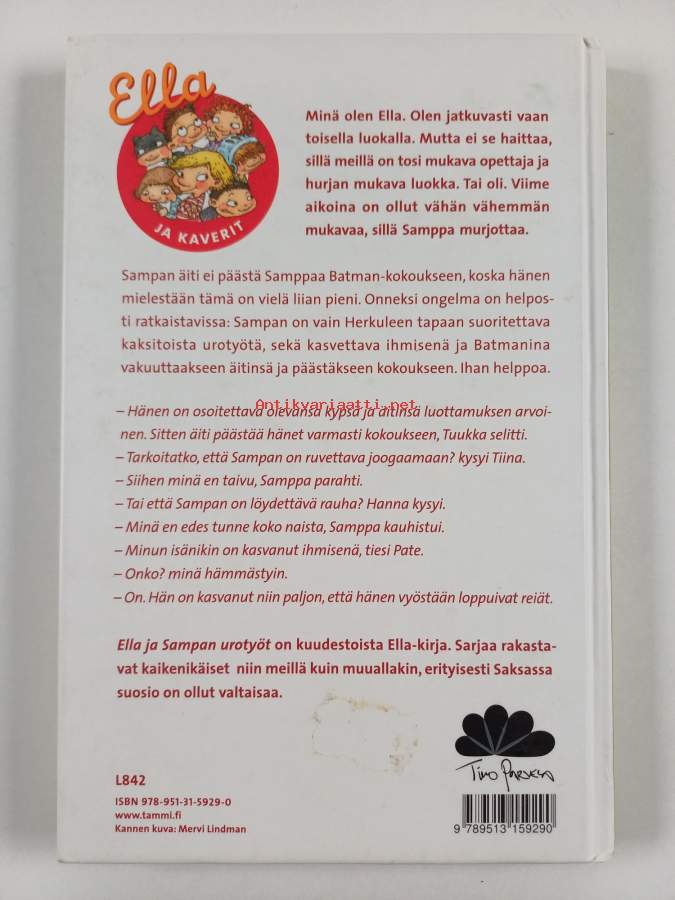 Ella
JA KAVERIT
Minä olen Ella. Olen jatkuvasti vaan
toisella luokalla. Mutta ei se haittaa,
sillä meillä on tosi mukava opettaja ja
hurjan mukava luokka. Tai oli. Viime
aikoina on ollut vähän vähemmän
mukavaa, sillä Samppa murjottaa.
Sampan äiti ei päästä Samppaa Batman-kokoukseen, koska hänen
mielestään tämä on vielä liian pieni. Onneksi ongelma on helpos-
ti ratkaistavissa: Sampan on vain Herkuleen tapaan suoritettava
kaksitoista urotyötä, sekä kasvettava ihmisenä ja Batmanina
vakuuttaakseen äitinsä ja päästäkseen kokoukseen. Ihan helppoa.
Antikvariaatti.net
– Hänen on osoitettava olevansa kypsä ja äitinsä luottamuksen arvoi-
nen. Sitten äiti päästää hänet varmasti kokoukseen, Tuukka selitti.
– Tarkoitatko, että Sampan on ruvettava joogaamaan? kysyi Tiina.
– Siihen minä en taivu, Samppa parahti.
– Tai että Sampan on löydettävä rauha? Hanna kysyi.
– Minä en edes tunne koko naista, Samppa kauhistui.
– Minun isänikin on kasvanut ihmisenä, tiesi Pate.
– Onko? minä hämmästyin.
– On. Hän on kasvanut niin paljon, että hänen vyöstään loppuivat reiät.
Ella ja Sampan urotyöt on kuudestoista Ella-kirja. Sarjaa rakasta-
vat kaikenikäiset niin meillä kuin muuallakin, erityisesti Saksassa
suosio on ollut valtaisaa.
Timo Parvela
L842
ISBN 978-951-31-5929-0
www.tammi.fi
Kannen kuva: Mervi Lindman
9 789513 159290